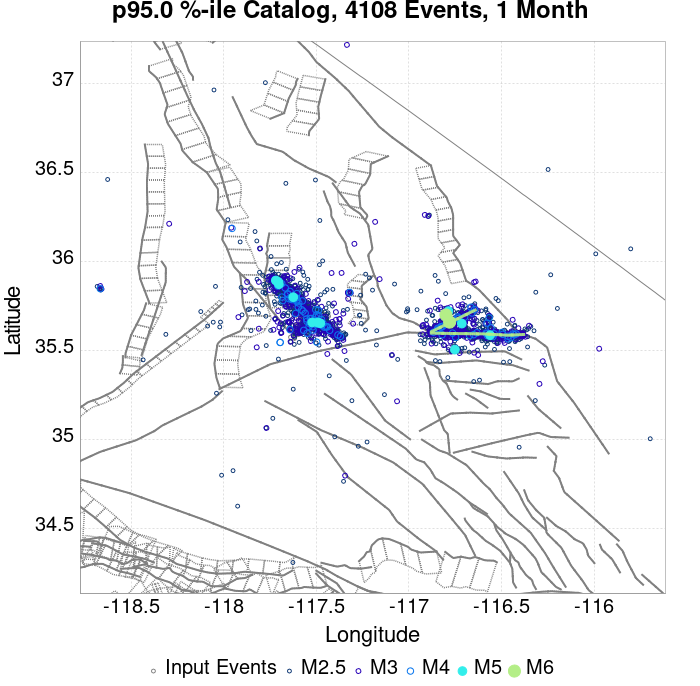 p95.0 %-ile Catalog, 4108 Events, 1 Month
37
36.5
36
35.5
35
34.5
Latitude
-118.5 -118 -117.5 -117 -116.5 -116
Longitude
Input Events M2.5 M3 M4 M5 M6